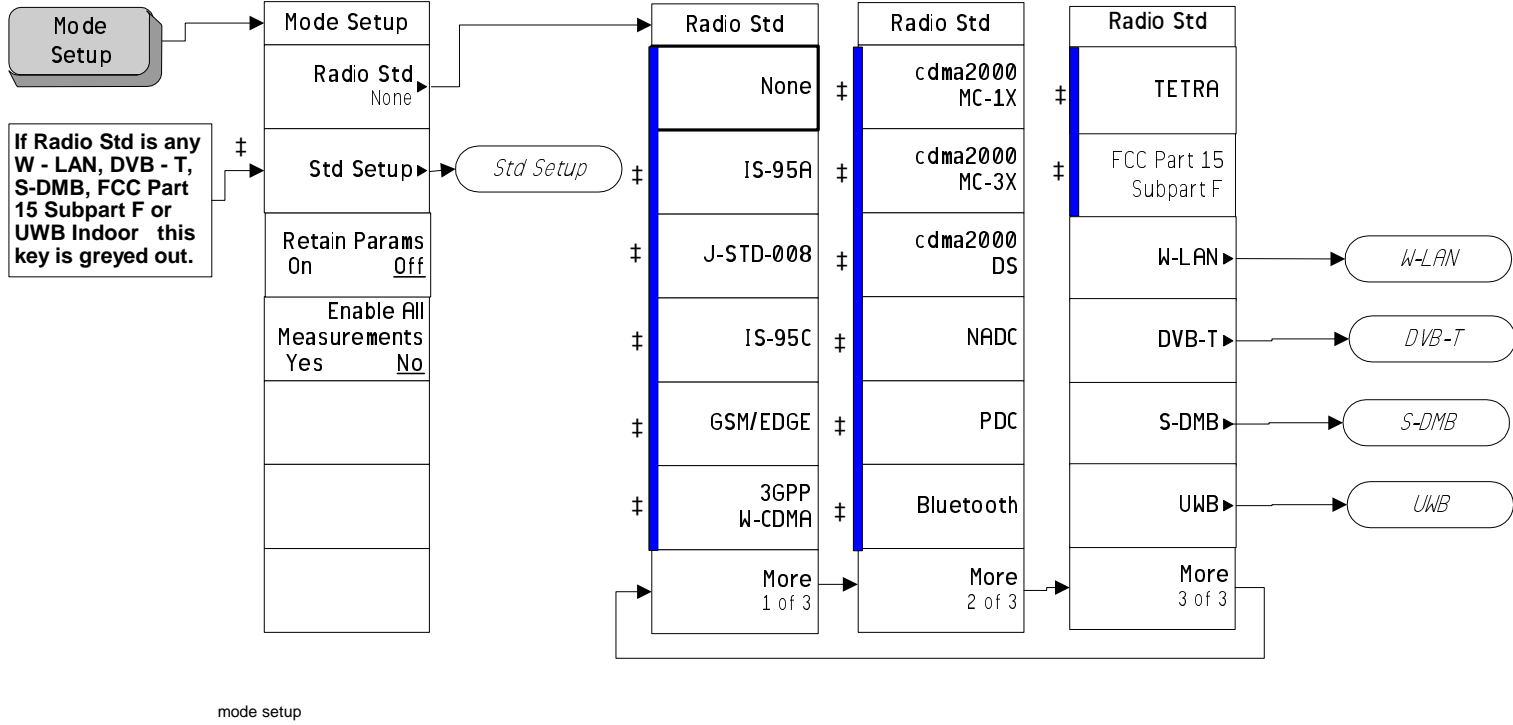 Mode
Setup
If Radio Std is any
W - LAN, DVB - T,
S-DMB, FCC Part
15 Subpart F or
UWB Indoor this
key is greyed out.
‡
Mode Setup
Radio Std
None
Std Setup
Retain Params
On Off
Enable All
Measurements
Yes No
Std Setup
Radio Std
None
‡ IS-95A
‡ J-STD-008
‡ IS-95C
‡ GSM/EDGE
‡ 3GPP
W-CDMA
More
1 of 3
Radio Std
‡ cdma2000
MC-1X
‡ cdma2000
MC-3X
‡ cdma2000
DS
‡ NADC
‡ PDC
‡ Bluetooth
More
2 of 3
Radio Std
‡ TETRA
‡ FCC Part 15
Subpart F
W-LAN
DVB-T
S-DMB
UWB
More
3 of 3
W-LAN
DVB-T
S-DMB
UWB
mode setup